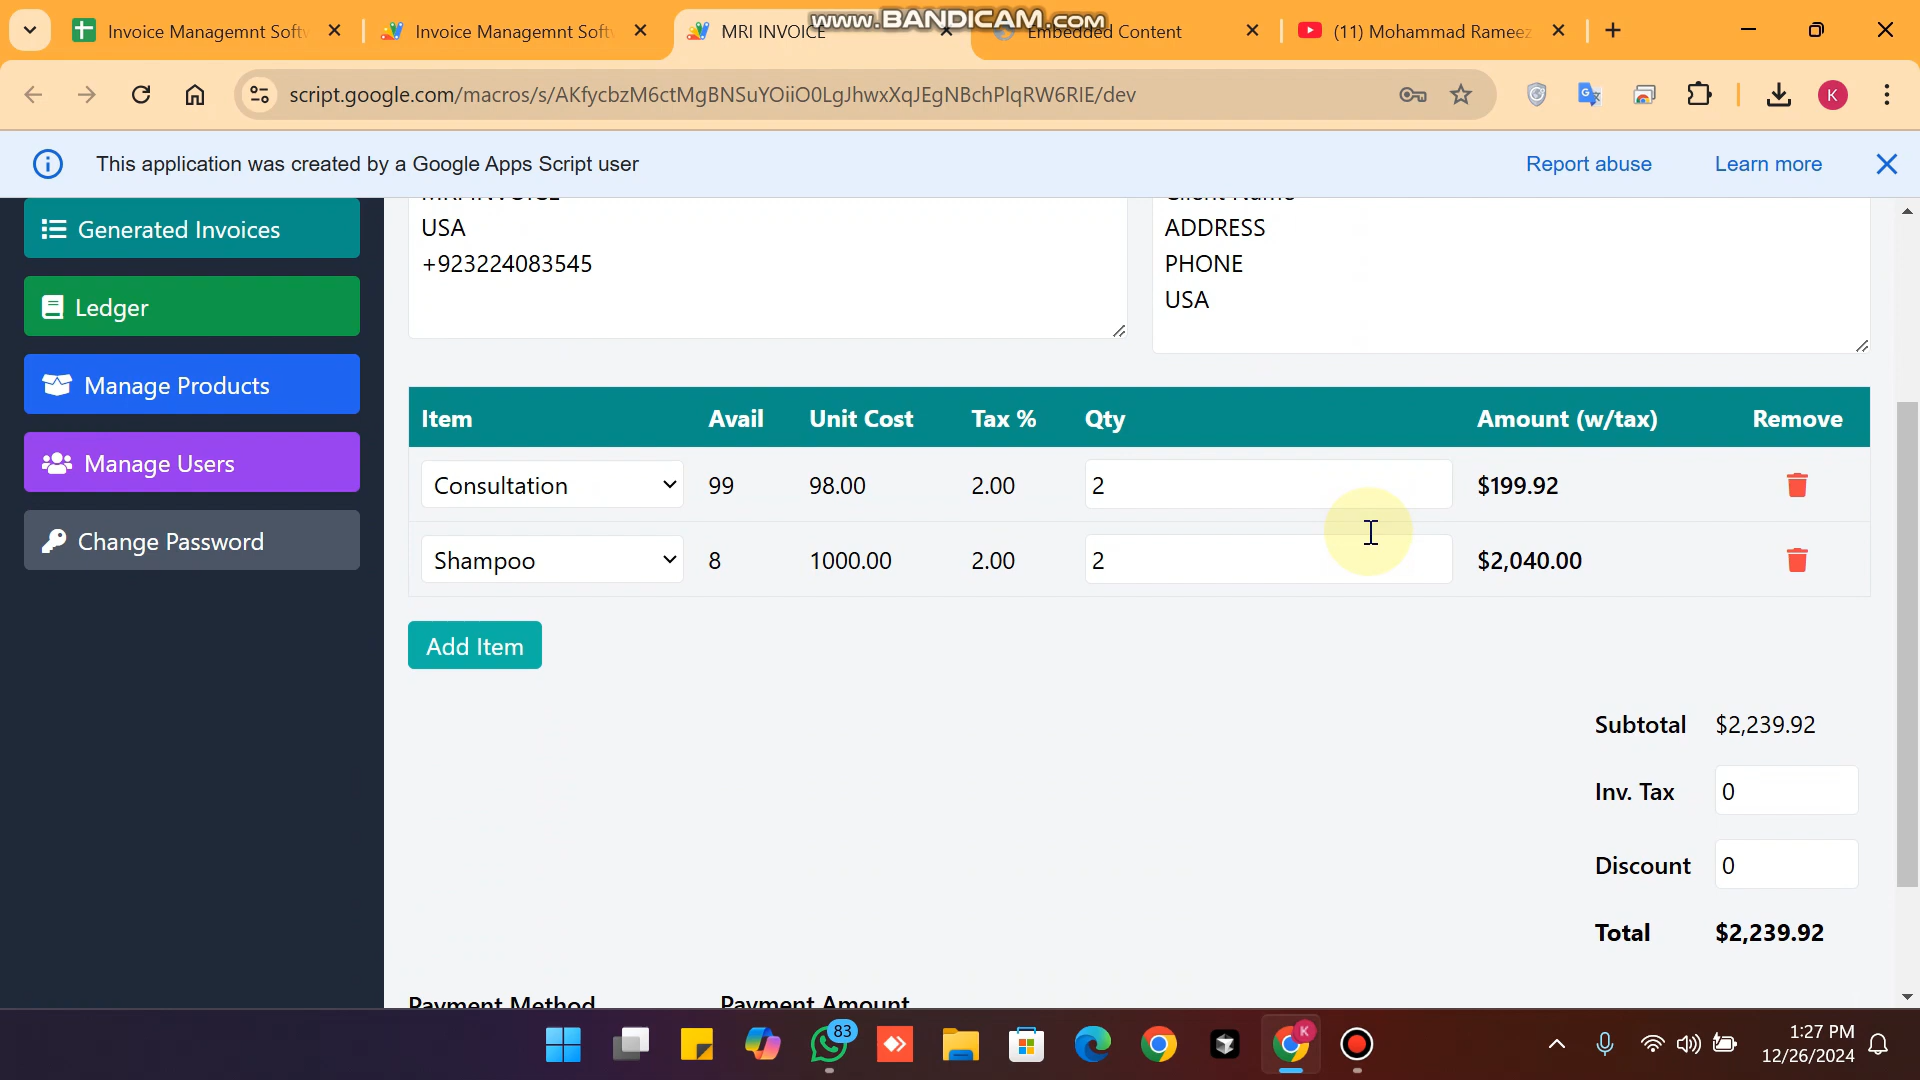 Invoice Managemnt Soft
Invoice Managemnt Soft
MRI INVOICE
www.BANDICAM.com
Embedded Content
(11) Mohammad Rameez
script.google.com/macros/s/AKfycbzM6ctMgBNSuYOiiO0LgJhwxXqJEgNBchPlqRW6RIE/dev
K
This application was created by a Google Apps Script user
Report abuse
Learn more
Generated Invoices
Ledger
Manage Products
Manage Users
Change Password
MRI INVOICE
USA
+923224083545
Client Name
ADDRESS
PHONE
USA
Item Avail Unit Cost Tax % Qty Amount (w/tax) Remove
Consultation 99 98.00 2.00 2 $199.92
Shampoo 8 1000.00 2.00 2 $2,040.00
Add Item
Subtotal $2,239.92
Inv. Tax 0
Discount 0
Total $2,239.92
Payment Method Payment Amount
83
K
1:27 PM
12/26/2024